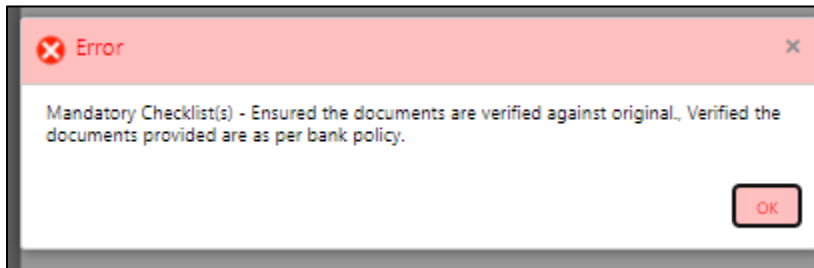 Error
Mandatory Checklist(s) - Ensured the documents are verified against original., Verified the
documents provided are as per bank policy.
OK